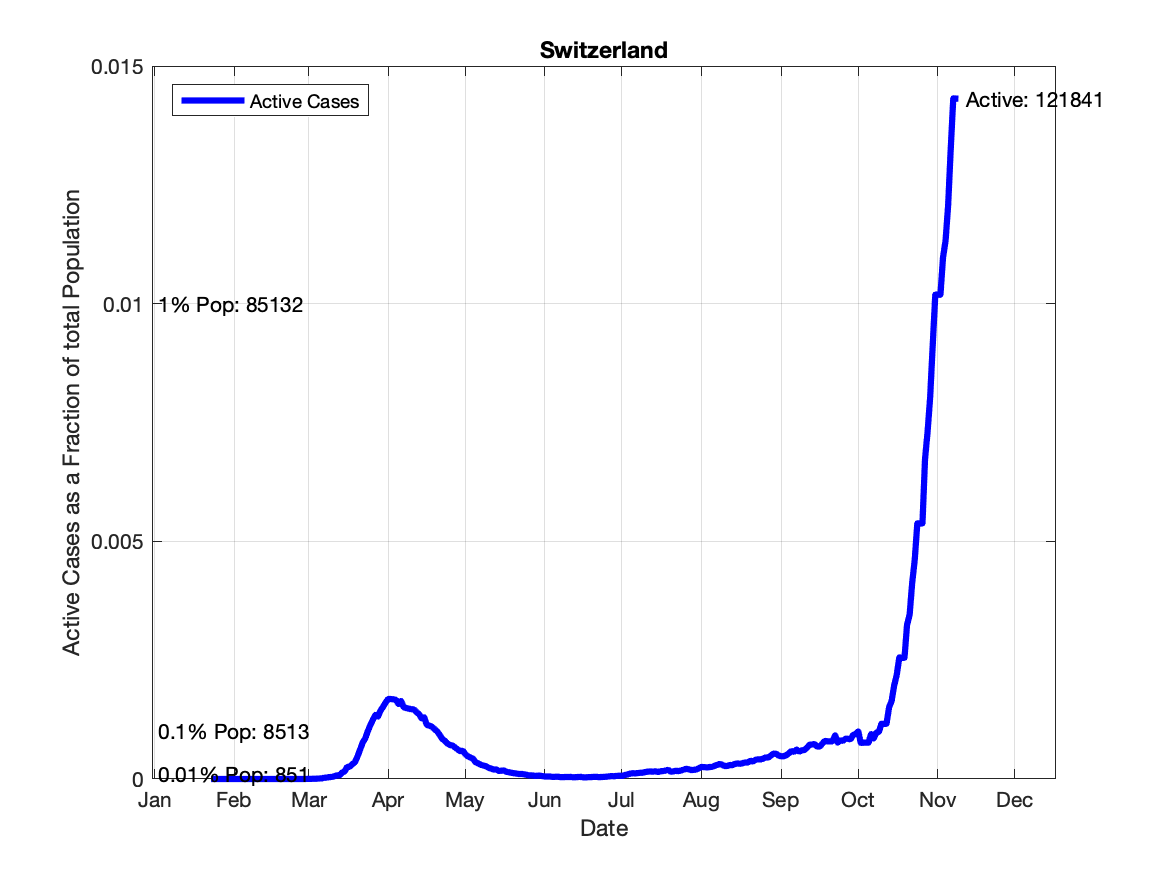 Switzerland
0.015
Active Cases
Active: 121841
Active Cases as a Fraction of total Population
0.01
1% Pop: 85132
0.005
0.1% Pop: 8513
0
0.01% Pop: 851
Jan Feb Mar Apr May Jun Jul Aug Sep Oct Nov Dec
Date